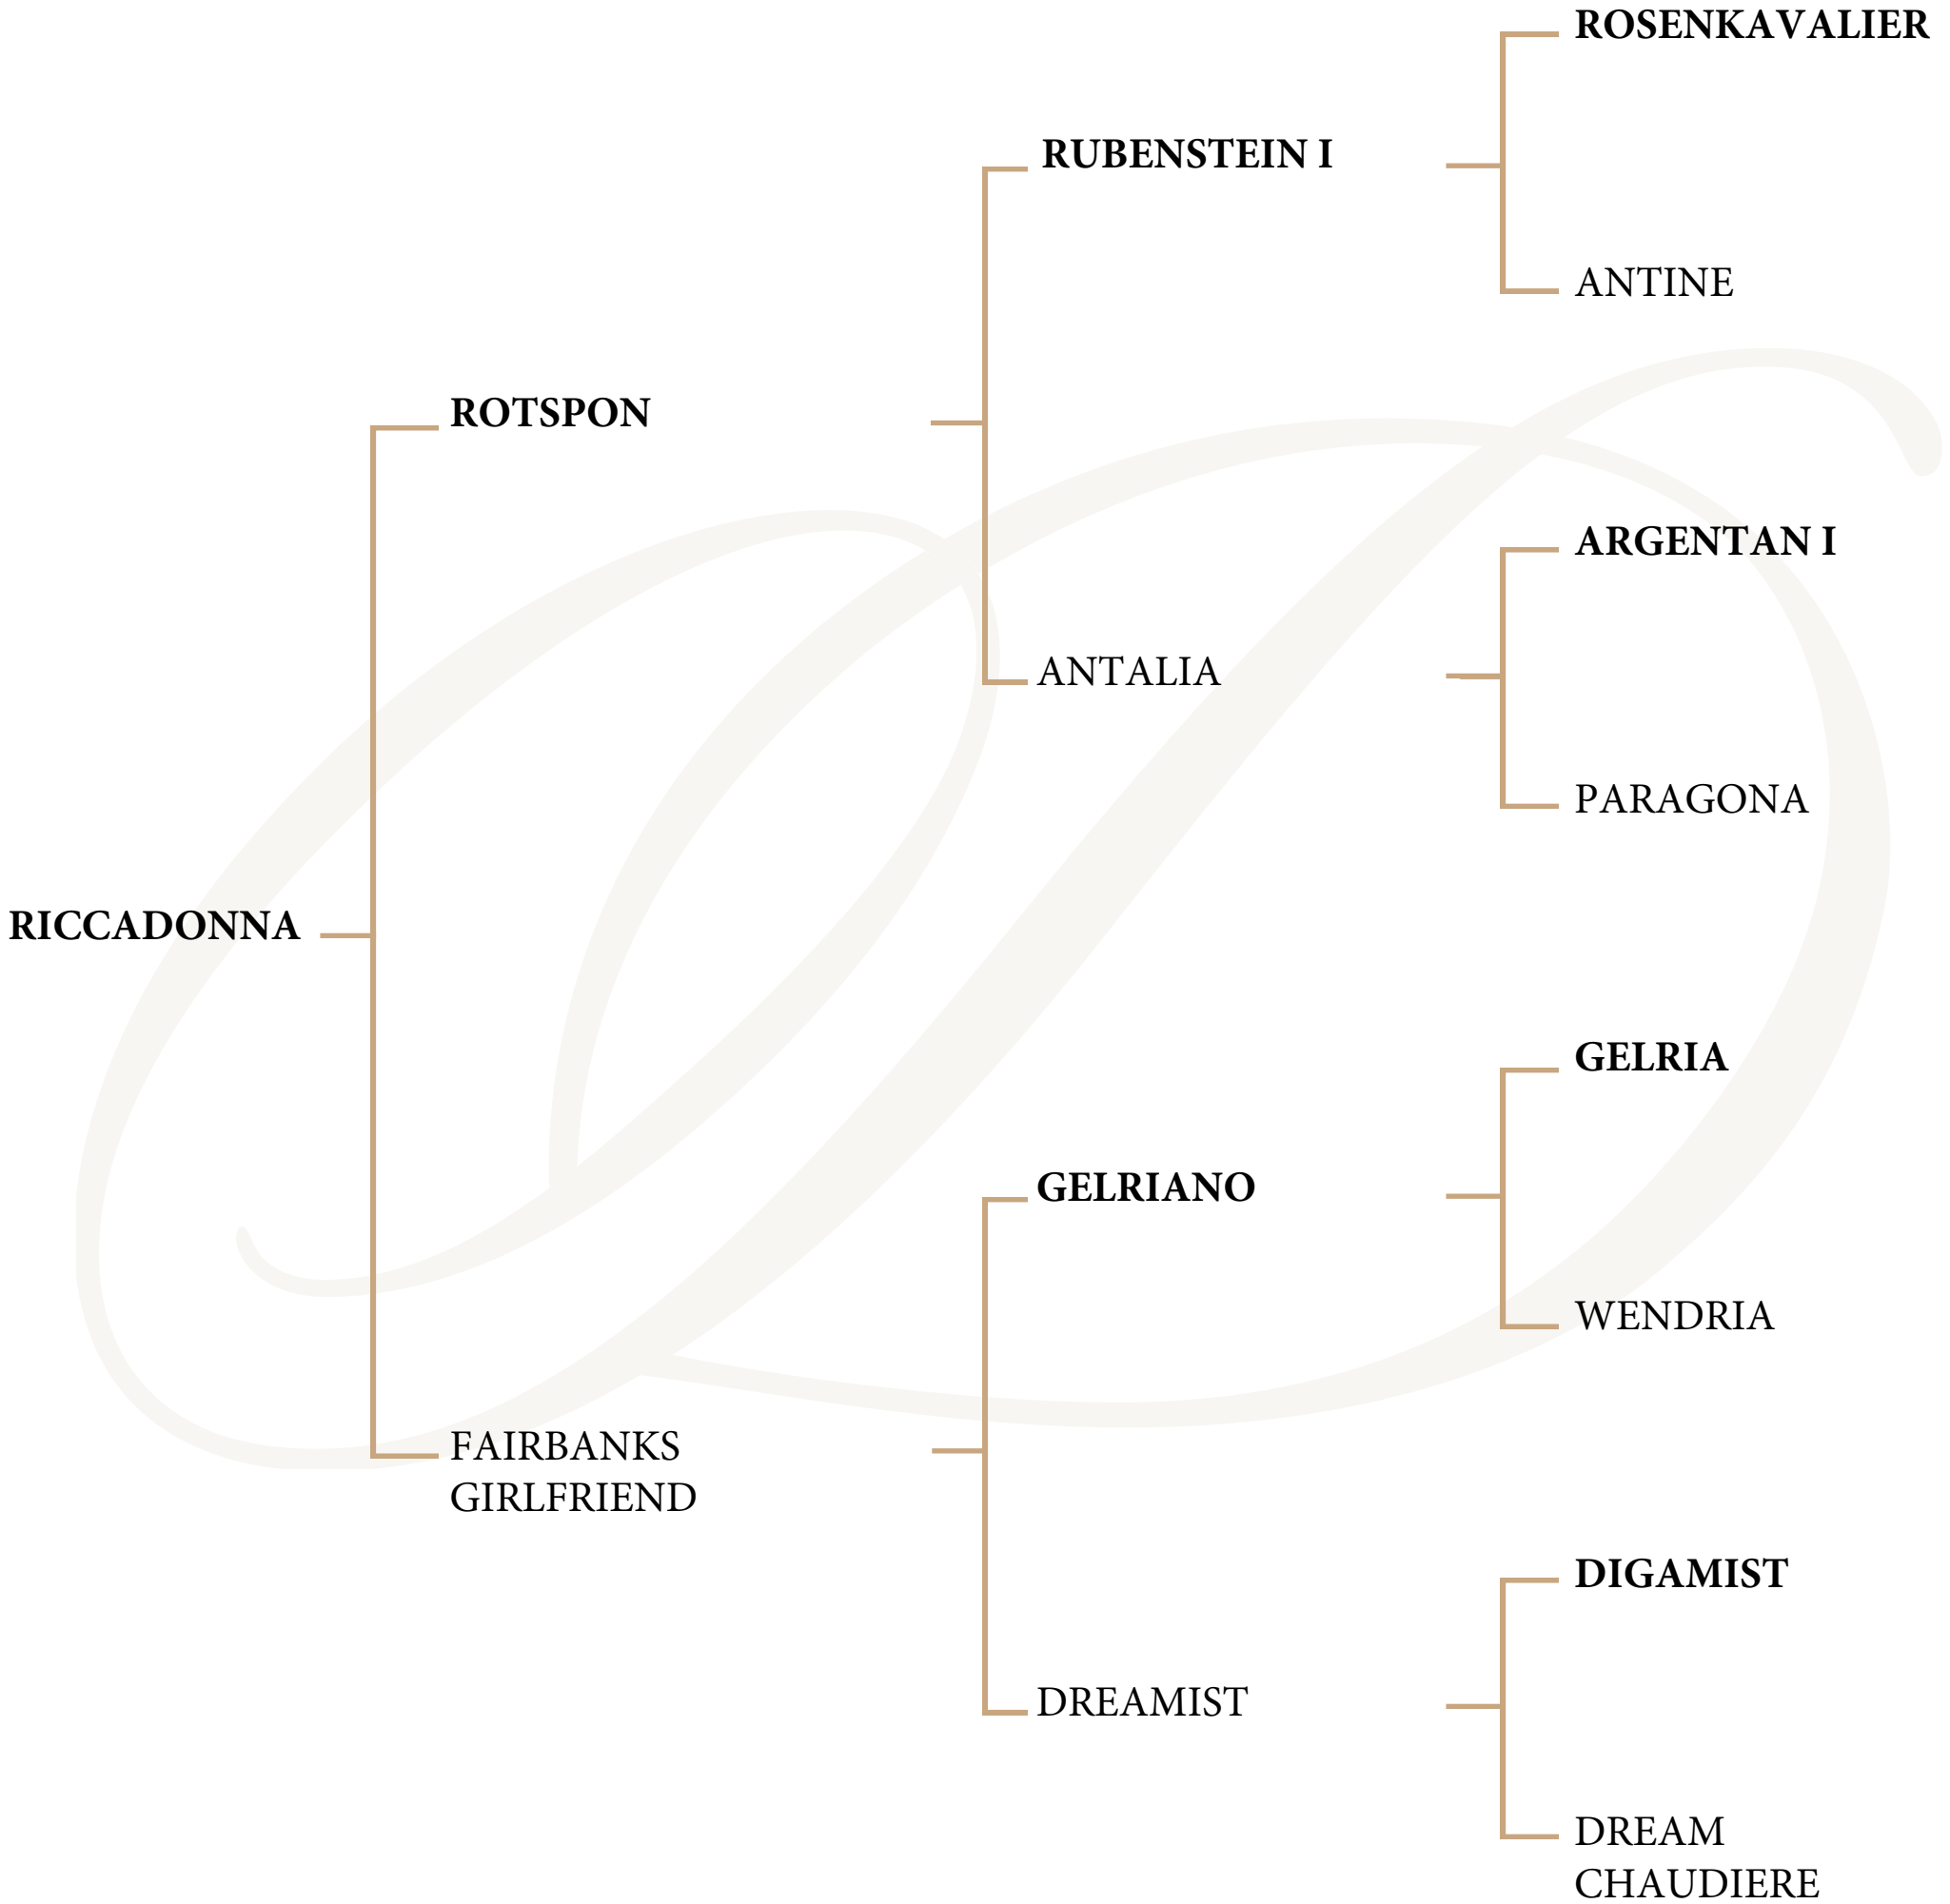 ROSENKAVALIER
RUBENSTEIN I
ANTINE
ROTSPON
ARGENTAN I
ANTALIA
PARAGONA
RICCADONNA
GELRIA
GELRIANO
WENDRIA
FAIRBANKS
GIRLFRIEND
DIGAMIST
DREAMIST
DREAM
CHAUDIERE